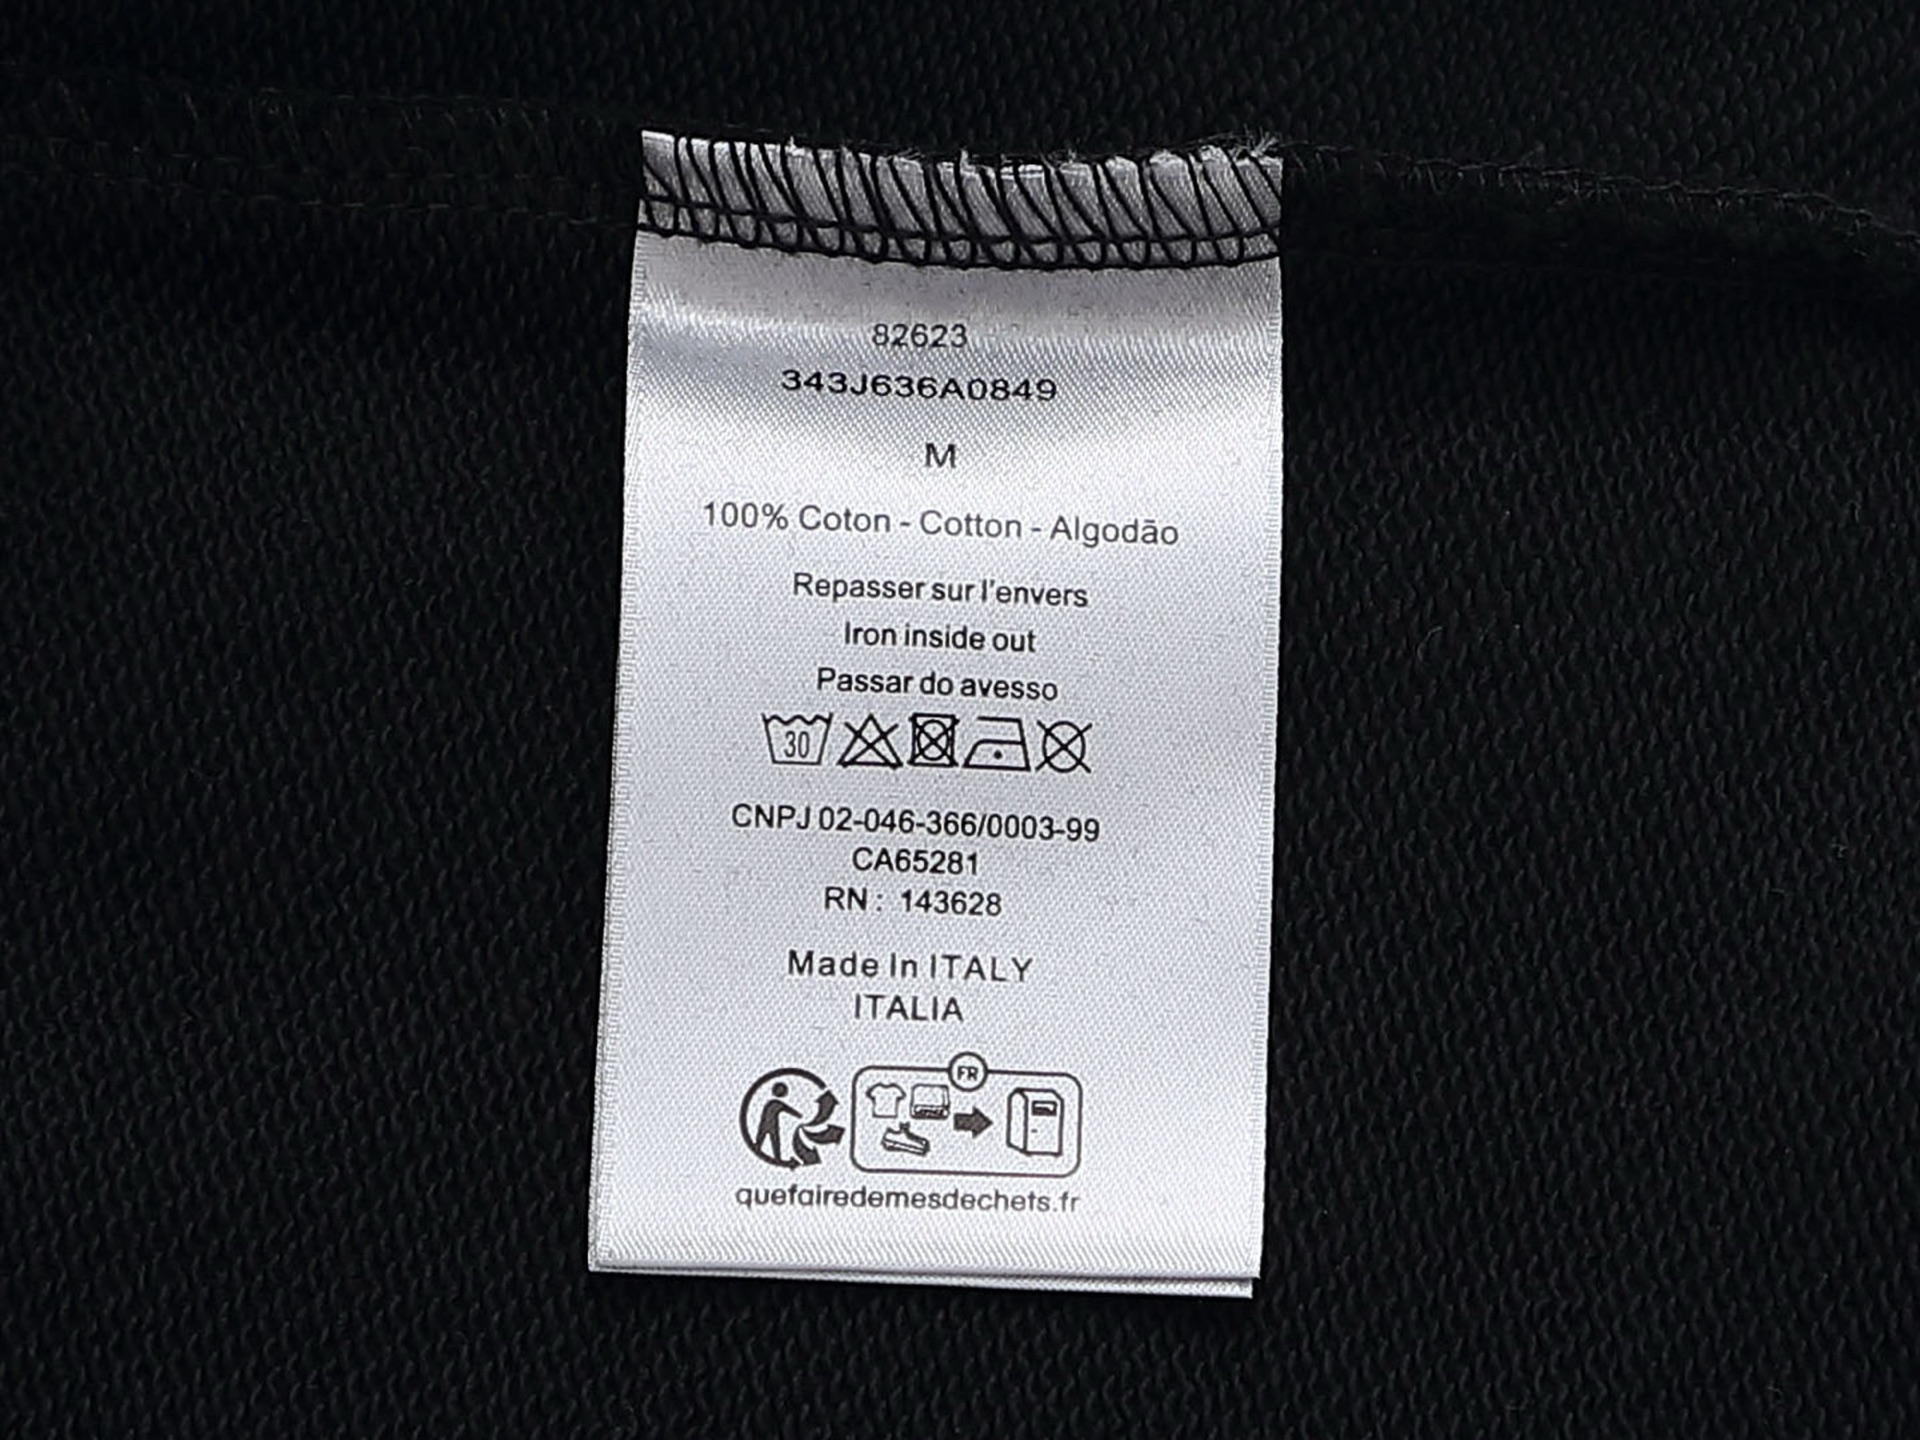 82623
343J636A0849
M
100% Coton - Cotton - Algodão
Repasser sur l'envers
Iron inside out
Passar do avesso
30
CNPJ 02-046-366/0003-99
CA65281
RN : 143628
Made In ITALY
ITALIA
FR
quefairedemesdechets.fr